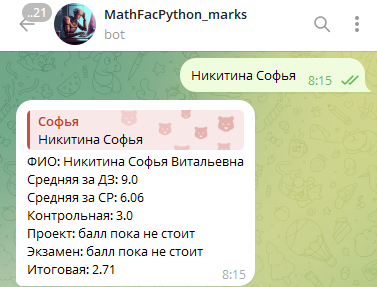 ..21
MathFacPython_marks
bot
Никитина Софья
8:15
Софья
Никитина Софья
ФИО: Никитина Софья Витальевна
Средняя за ДЗ: 9.0
Средняя за СР: 6.06
Контрольная: 3.0
Проект: балл пока не стоит
Экзамен: балл пока не стоит
Итоговая: 2.71
8:15